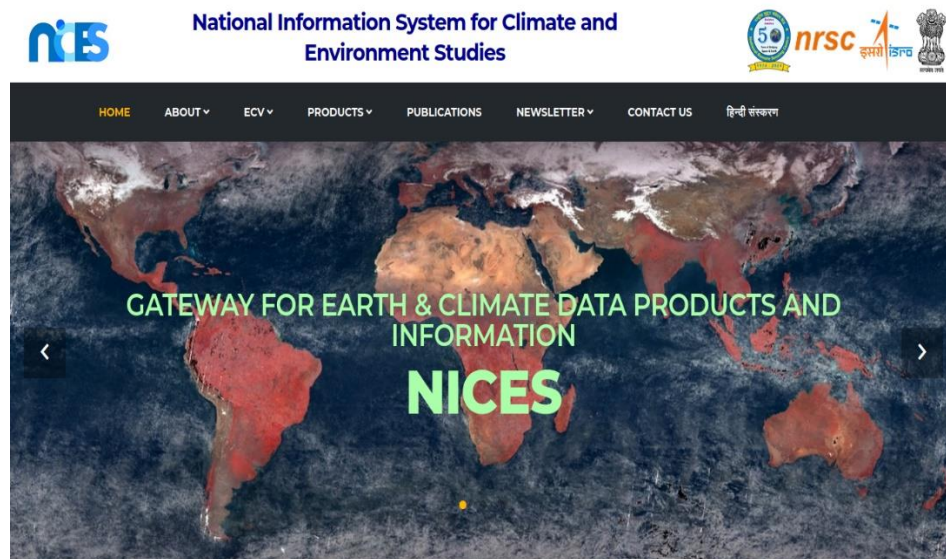 NICES
National Information System for Climate and
Environment Studies
50
nrsc
इसरो isro
HOME ABOUT ECV PRODUCTS PUBLICATIONS NEWSLETTER CONTACT US हिन्दी संस्करण
GATEWAY FOR EARTH & CLIMATE DATA PRODUCTS AND
INFORMATION
NICES